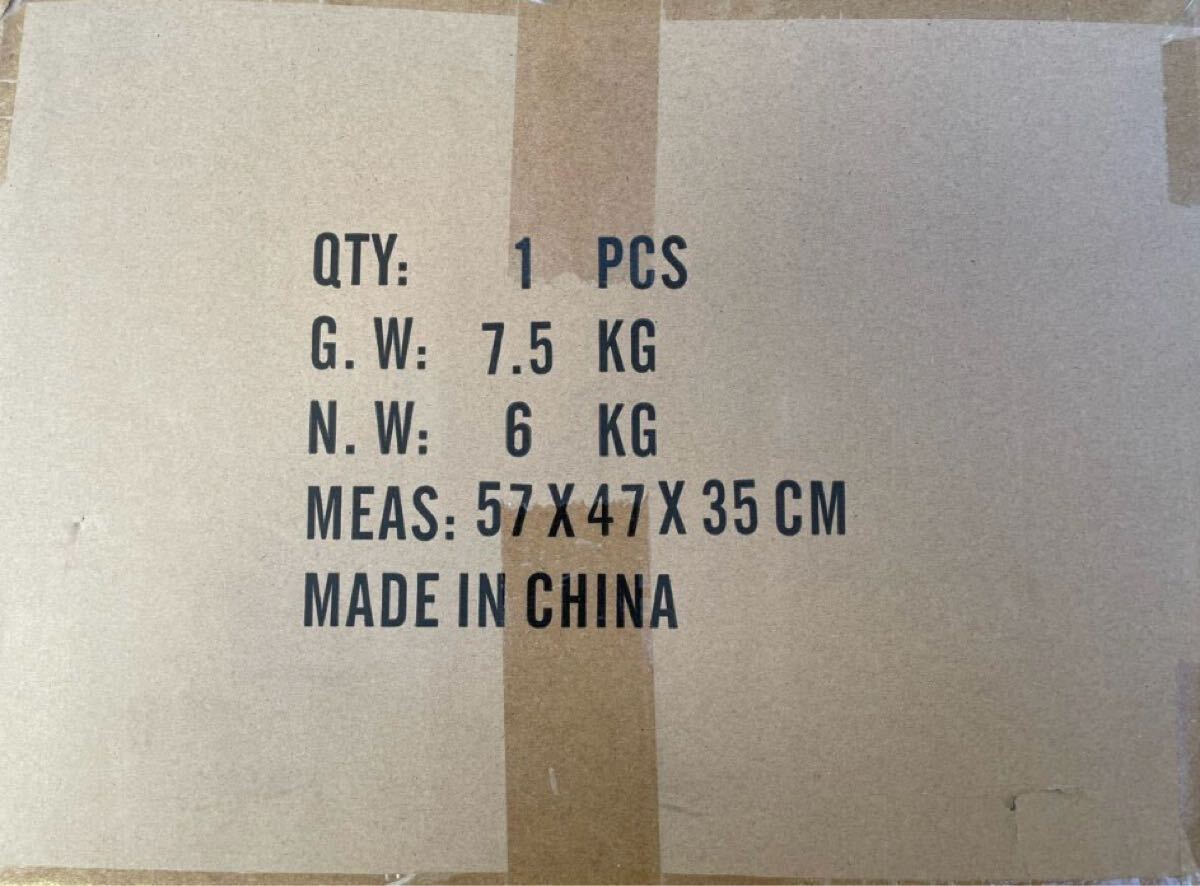 QTY: 1 PCS
G. W: 7.5 KG
N. W: 6 KG
MEAS: 57 X 47 X 35 CM
MADE IN CHINA